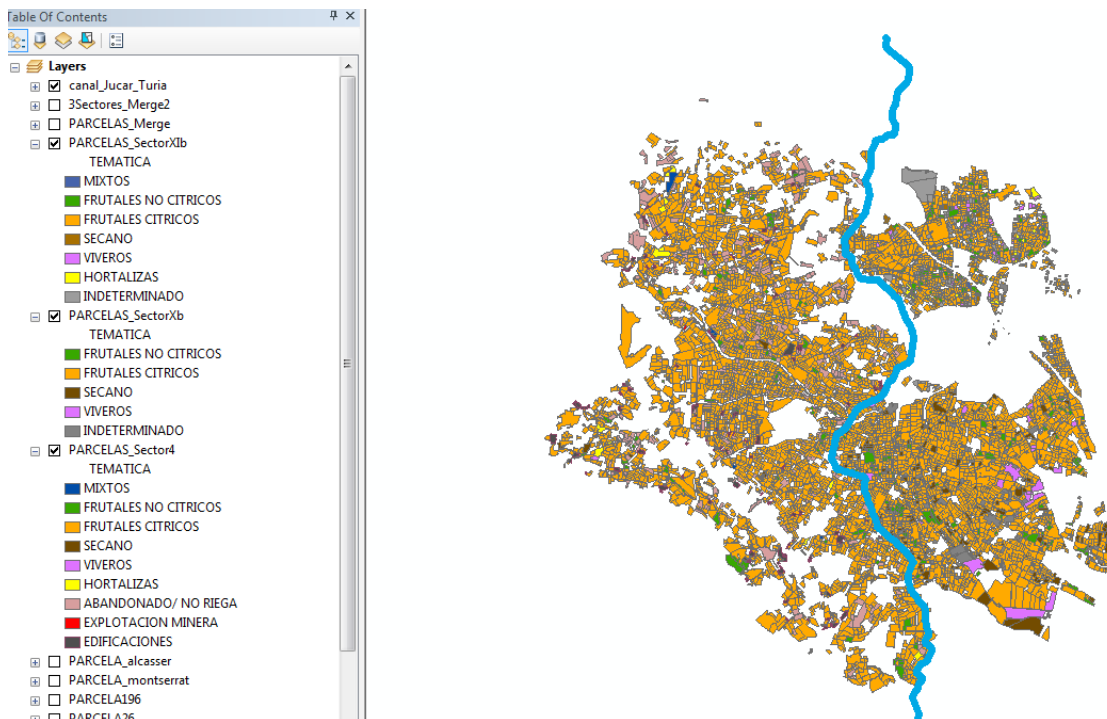 Table Of Contents
Layers
canal_Jucar_Turia
3Sectores_Merge2
PARCELAS_Merge
PARCELAS_SectorXIb
TEMATICA
MIXTOS
FRUTALES NO CITRICOS
FRUTALES CITRICOS
SECANO
VIVEROS
HORTALIZAS
INDETERMINADO
PARCELAS_SectorXb
TEMATICA
FRUTALES NO CITRICOS
FRUTALES CITRICOS
SECANO
VIVEROS
INDETERMINADO
PARCELAS_Sector4
TEMATICA
MIXTOS
FRUTALES NO CITRICOS
FRUTALES CITRICOS
SECANO
VIVEROS
HORTALIZAS
ABANDONADO/ NO RIEGA
EXPLOTACION MINERA
EDIFICACIONES
PARCELA_alcasser
PARCELA_montserrat
PARCELA196
PARCELA26